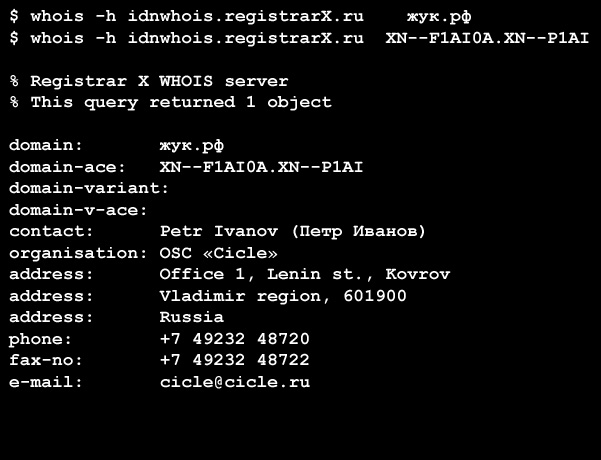 $ whois -h idnwhois.registrarX.ru жук.рф
$ whois -h idnwhois.registrarX.ru XN--F1AI0A.XN--P1AI
% Registrar X WHOIS server
% This query returned 1 object
domain: жук.рф
domain-ace: XN--F1AI0A.XN--P1AI
domain-variant:
domain-v-ace:
contact: Petr Ivanov (Петр Иванов)
organisation: OSC «Cicle»
address: Office 1, Lenin st., Kovrov
address: Vladimir region, 601900
address: Russia
phone: +7 49232 48720
fax-no: +7 49232 48722
e-mail: cicle@cicle.ru